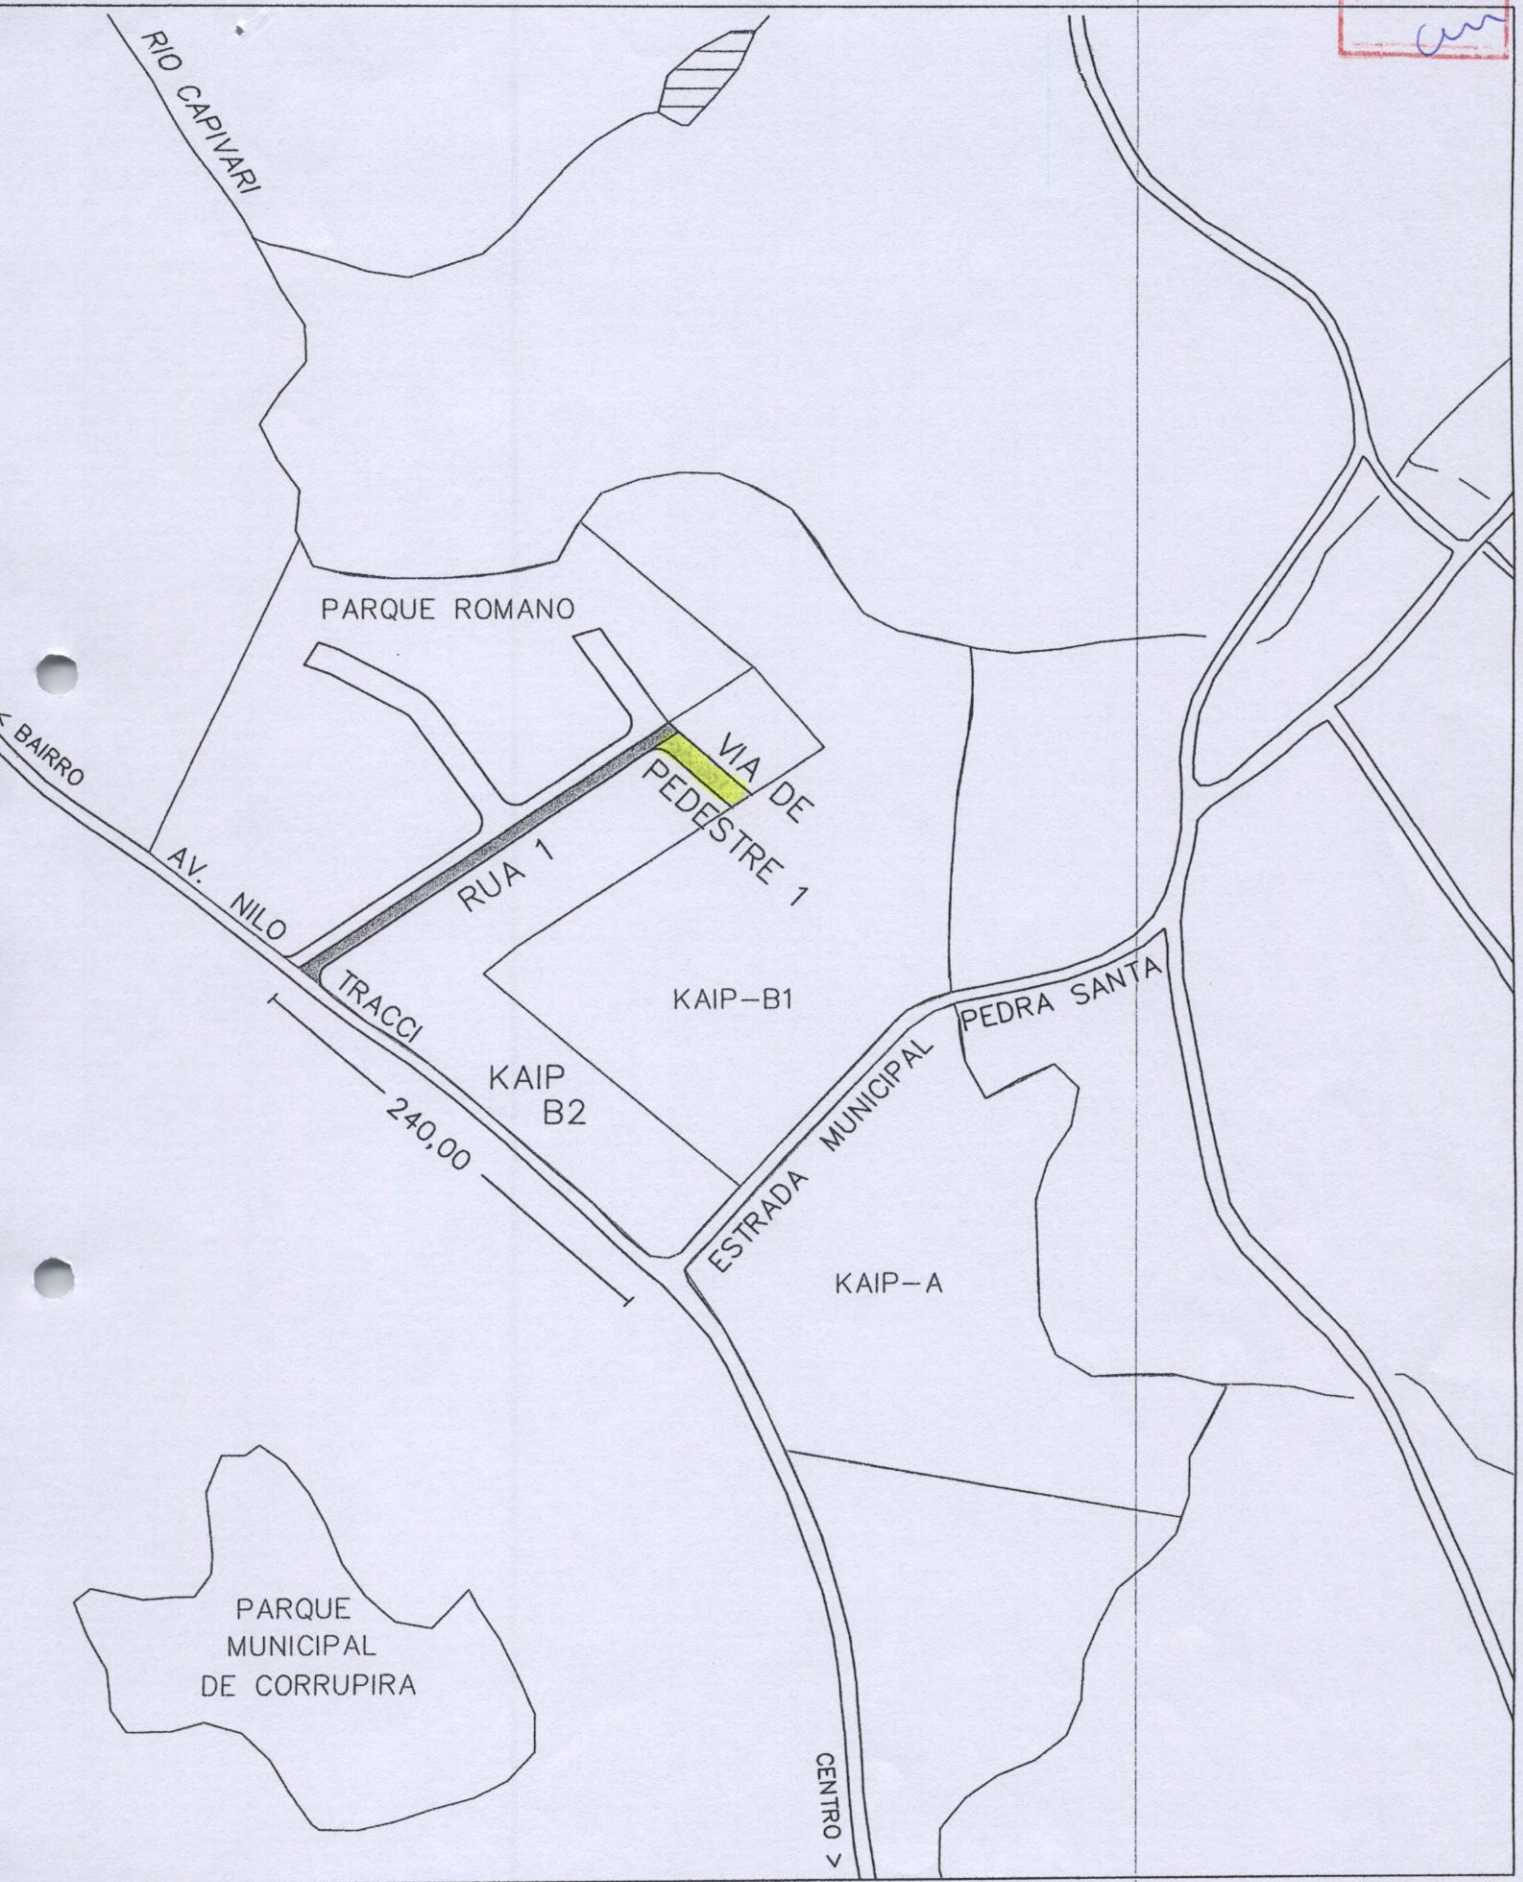 RIO CAPIVARI
PARQUE ROMANO
< BAIRRO
VIA DE
PEDESTRE 1
RUA 1
AV. NILO TRACCI
KAIP-B1
PEDRA SANTA
ESTRADA MUNICIPAL
KAIP
B2
240,00
KAIP-A
PARQUE
MUNICIPAL
DE CORRUPIRA
CENTRO >